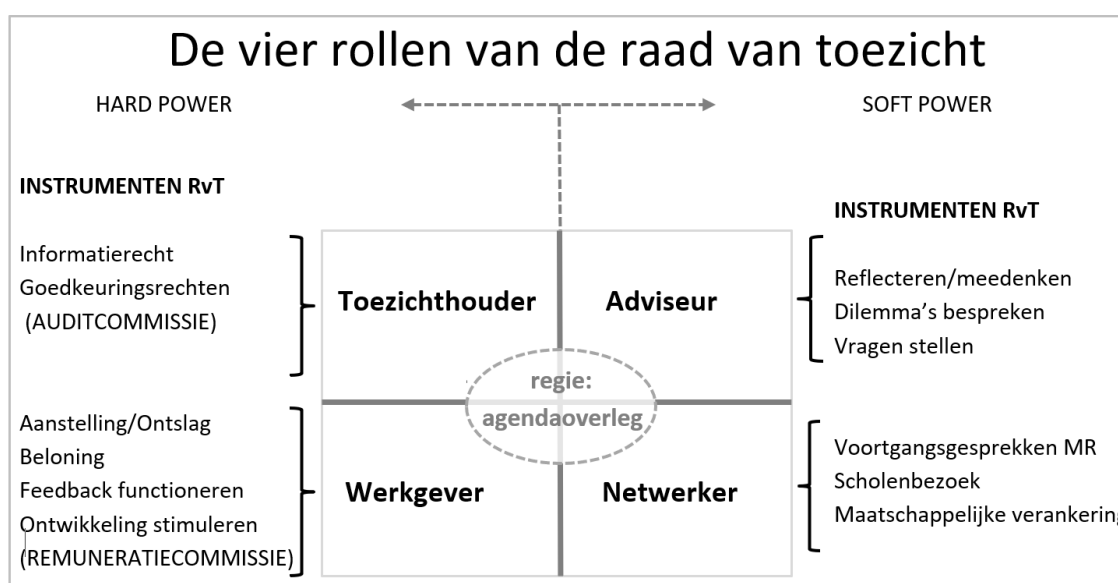 De vier rollen van de raad van toezicht
HARD POWER
SOFT POWER
INSTRUMENTEN RvT
Informatierecht
Goedkeuringsrechten
(AUDITCOMMISSIE)
Aanstelling/Ontslag
Beloning
Feedback functioneren
Ontwikkeling stimuleren
(REMUNERATIECOMMISSIE)
Toezichthouder
Adviseur
regie:
agendaoverleg
Werkgever
Netwerker
INSTRUMENTEN RvT
Reflecteren/meedenken
Dilemma's bespreken
Vragen stellen
Voortgangsgesprekken MR
Scholenbezoek
Maatschappelijke verankering